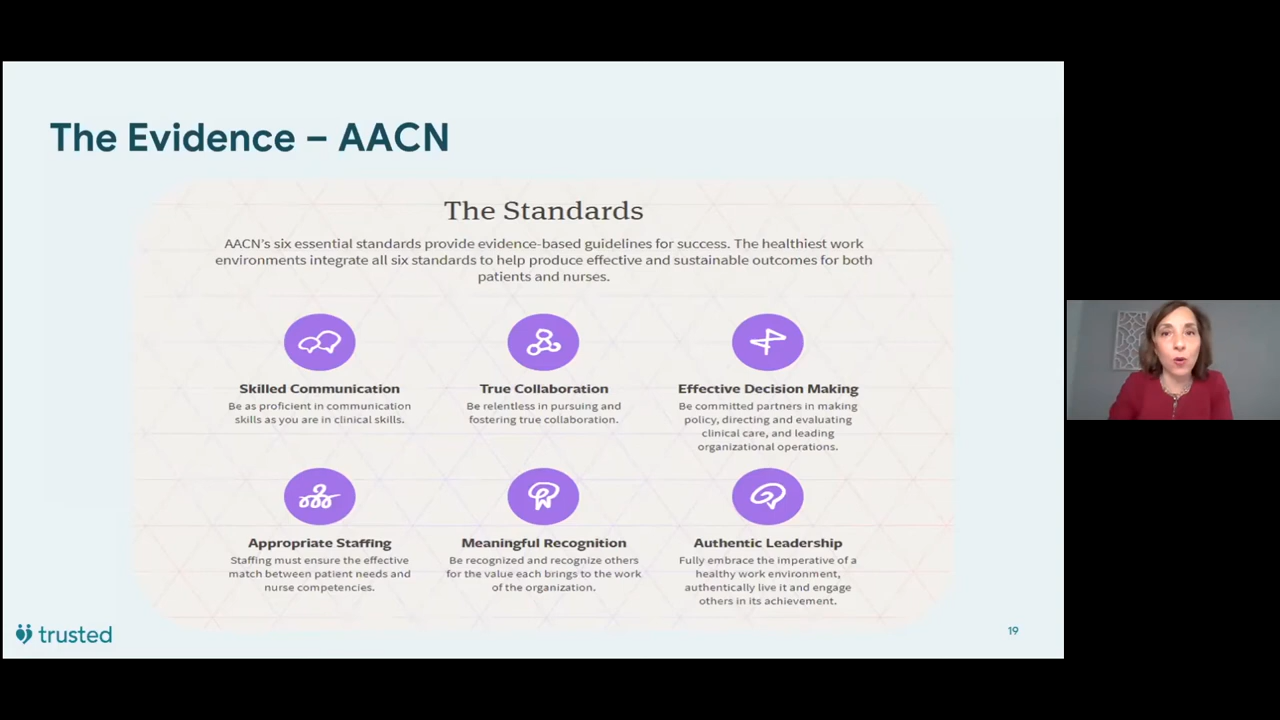 The Evidence – AACN
The Standards
AACN's six essential standards provide evidence-based guidelines for success. The healthiest work
environments integrate all six standards to help produce effective and sustainable outcomes for both
patients and nurses.
Skilled Communication
Be as proficient in communication
skills as you are in clinical skills.
True Collaboration
Be relentless in pursuing and
fostering true collaboration.
Effective Decision Making
Be committed partners in making
policy, directing and evaluating
clinical care, and leading
organizational operations.
Appropriate Staffing
Staffing must ensure the effective
match between patient needs and
nurse competencies.
Meaningful Recognition
Be recognized and recognize others
for the value each brings to the work
of the organization.
Authentic Leadership
Fully embrace the imperative of a
healthy work environment,
authentically live it and engage
others in its achievement.
trusted
19